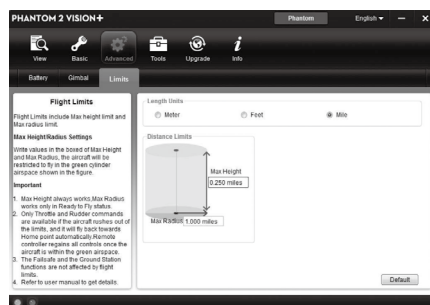 PHANTOM 2 VISION+
Phantom
English
View
Basic
Advanced
Tools
Upgrade
Info
Battery
Gimbal
Limits
Flight Limits
Flight Limits include Max height limit and
Max radius limit.
Max Height/Radius Settings
Write values in the boxed of Max Height
and Max Radius, the aircraft will be
restricted to fly in the green cylinder
airspace shown in the figure.
Important
1. Max Height always works,Max Radius
works only in Ready to Fly status.
2. Only Throttle and Rudder commands
are available if the aircraft rushes out of
the limits, and it will fly back towards
Home point automatically.Remote
controller regains all controls once the
aircraft is within the green airspace.
3. The Failsafe and the Ground Station
functions are not affected by flight
limits.
4. Refer to user manual to get details.
Length Units
Meter
Feet
Mile
Distance Limits
Max Height
0.250 miles
Max Radius 1.000 miles
Default